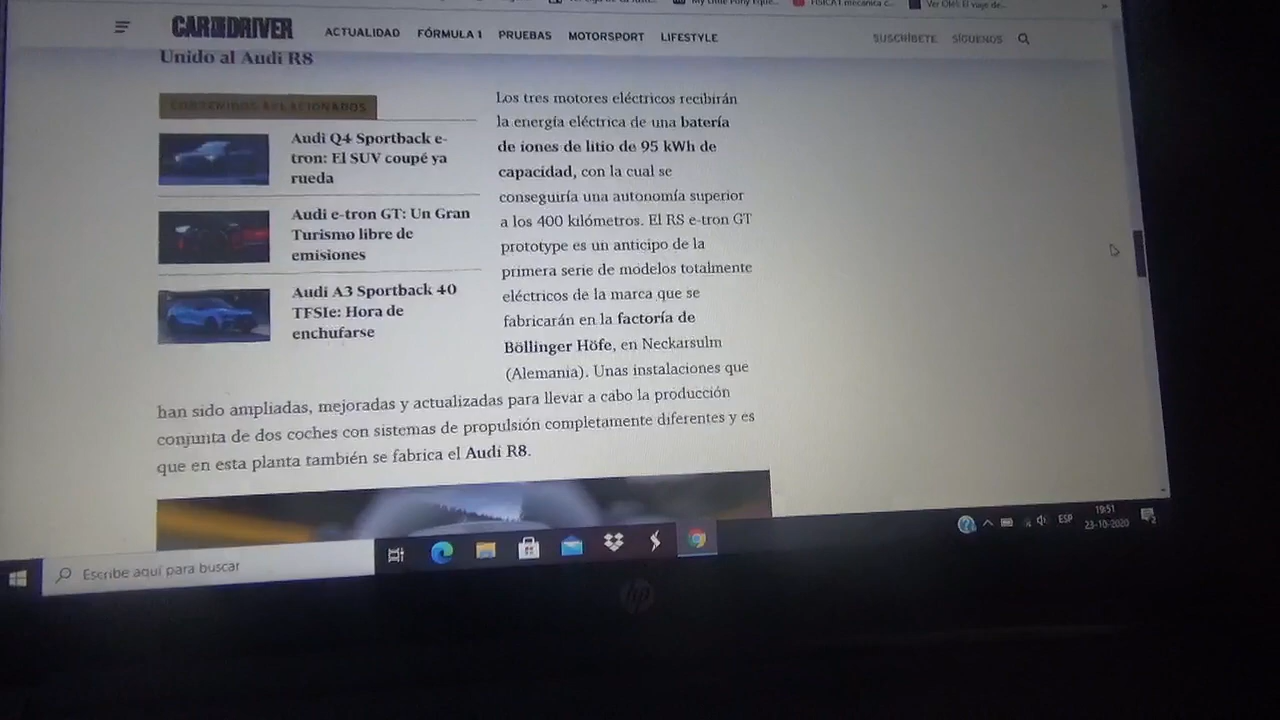 CAR DRIVER
ACTUALIDAD FÓRMULA 1 PRUEBAS MOTORSPORT LIFESTYLE
SUSCRÍBETE SÍGUENOS
Unido al Audi R8
CONTENIDOS RELACIONADOS
Audi Q4 Sportback e-
tron: El SUV coupé ya
rueda
Audi e-tron GT: Un Gran
Turismo libre de
emisiones
Audi A3 Sportback 40
TFSIe: Hora de
enchufarse
Los tres motores eléctricos recibirán
la energía eléctrica de una batería
de iones de litio de 95 kWh de
capacidad, con la cual se
conseguiría una autonomía superior
a los 400 kilómetros. El RS e-tron GT
prototype es un anticipo de la
primera serie de modelos totalmente
eléctricos de la marca que se
fabricarán en la factoría de
Böllinger Höfe, en Neckarsulm
(Alemania). Unas instalaciones que
han sido ampliadas, mejoradas y actualizadas para llevar a cabo la producción
conjunta de dos coches con sistemas de propulsión completamente diferentes y es
que en esta planta también se fabrica el Audi R8.
Escribe aquí para buscar
ESP
19:51
23-10-2020
hp